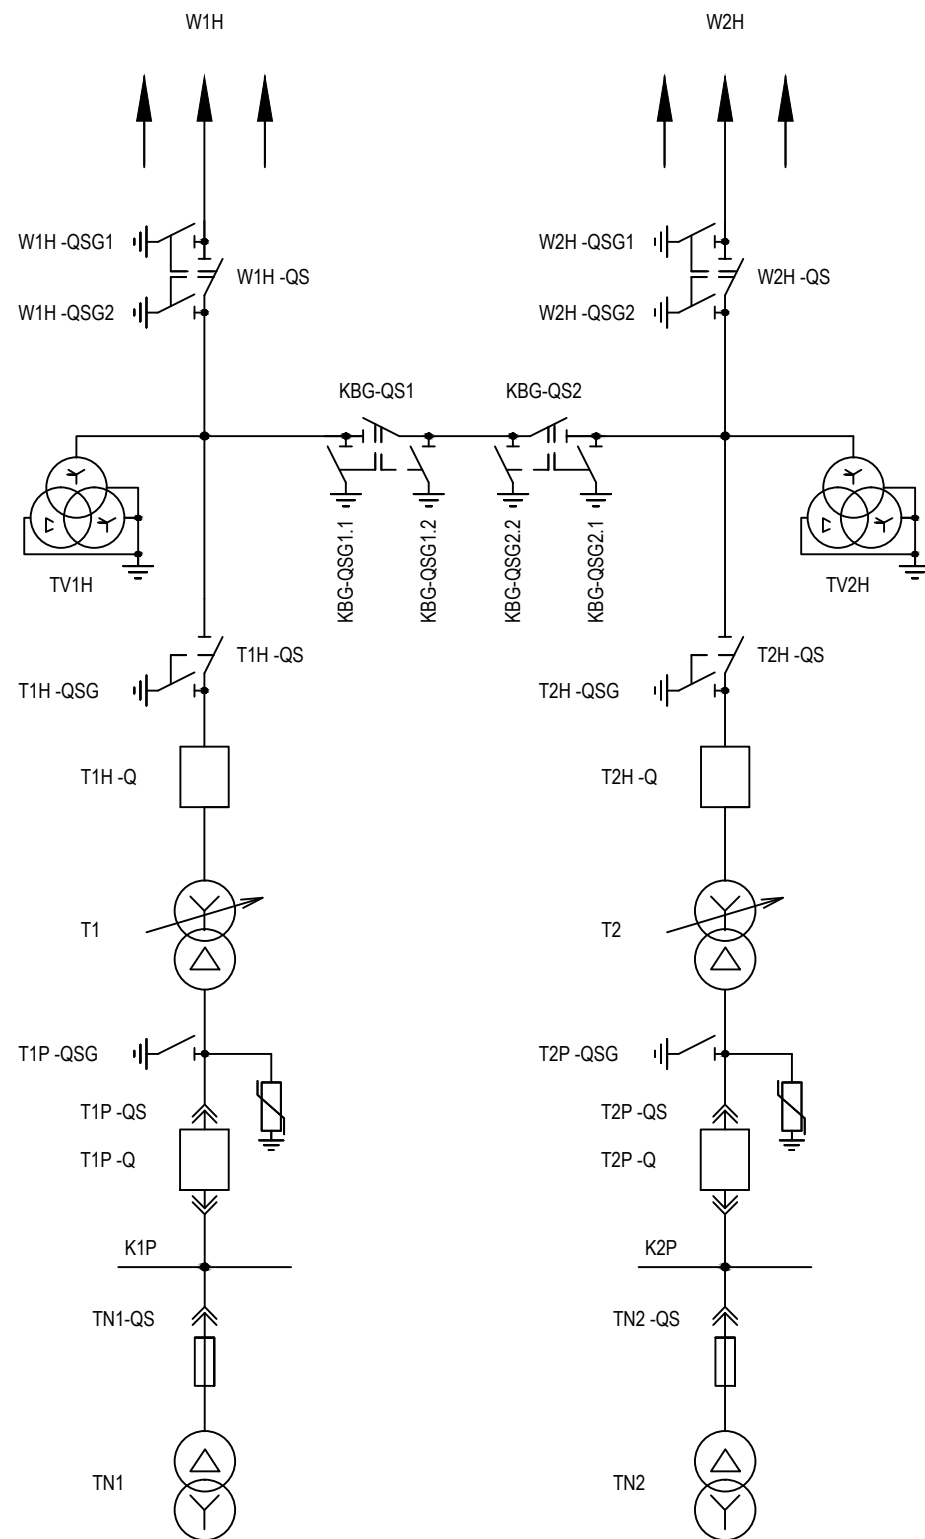 W1H
W2H
W1H -QSG1
W1H -QS
W1H -QSG2
W2H -QSG1
W2H -QS
W2H -QSG2
KBG-QS1
KBG-QS2
TV1H
KBG-QSG1.1
KBG-QSG1.2
KBG-QSG2.2
KBG-QSG2.1
TV2H
T1H -QS
T1H -QSG
T2H -QS
T2H -QSG
T1H -Q
T2H -Q
T1
T2
T1P -QSG
T2P -QSG
T1P -QS
T2P -QS
T1P -Q
T2P -Q
K1P
K2P
TN1-QS
TN2 -QS
TN1
TN2